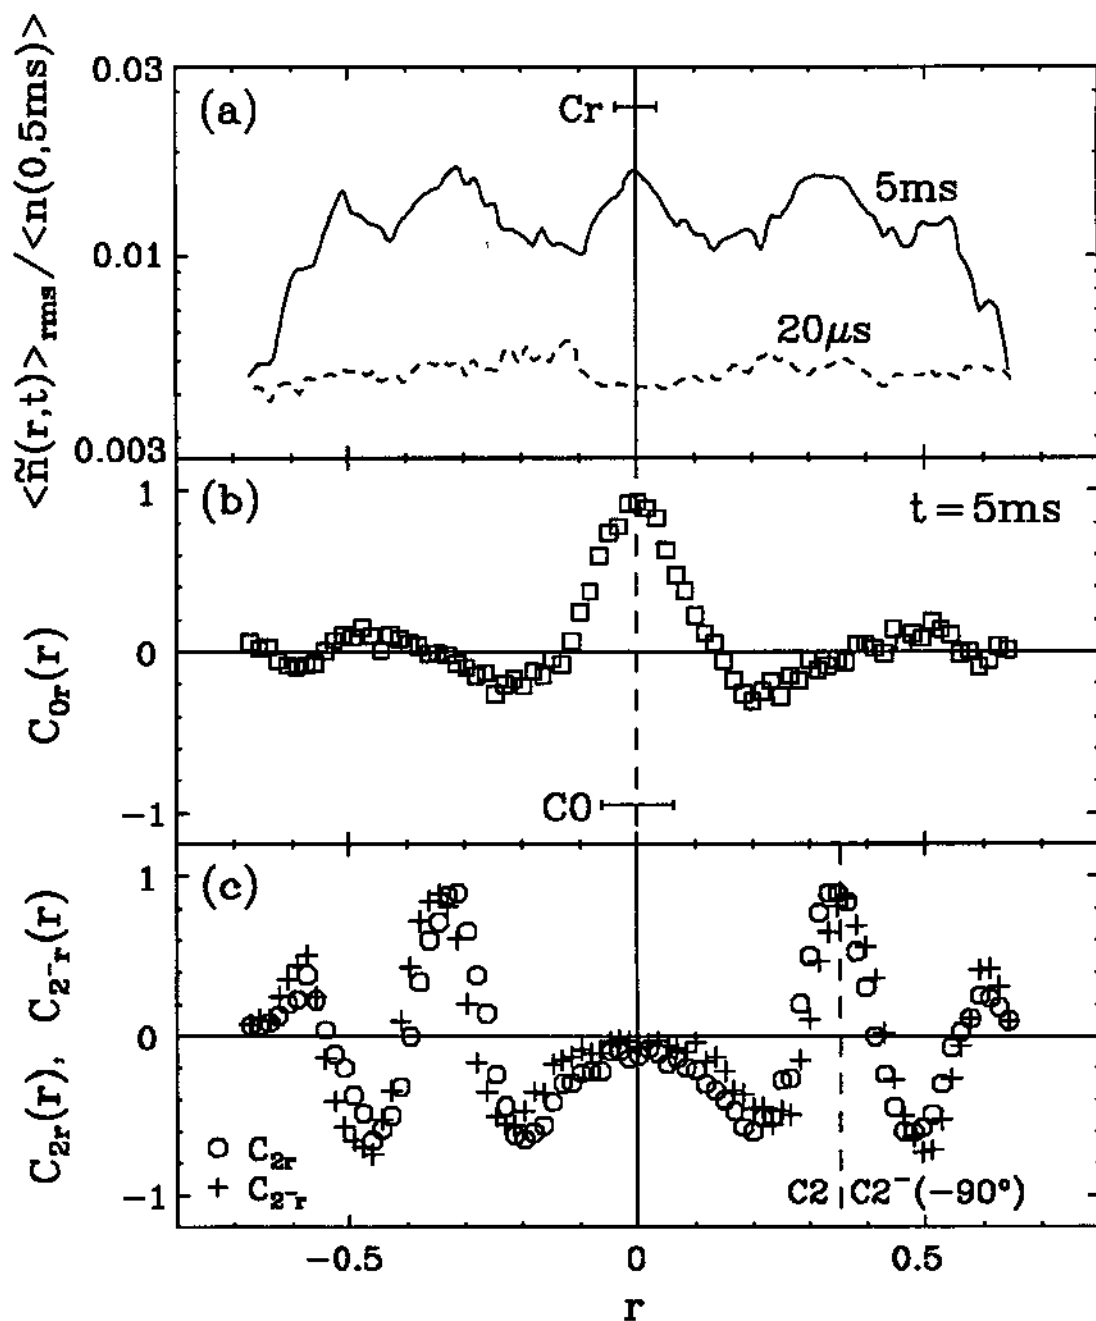 <ñ(r,t)>rms/<n(0,5ms)>
0.03
0.01
0.003
(a)
Cr
5ms
20μs
C0r(r)
1
0
−1
(b)
t=5ms
C0
C2r(r), C2⁻r(r)
1
0
−1
(c)
C2r
C2⁻r
C2
C2⁻(−90°)
−0.5
0
0.5
r